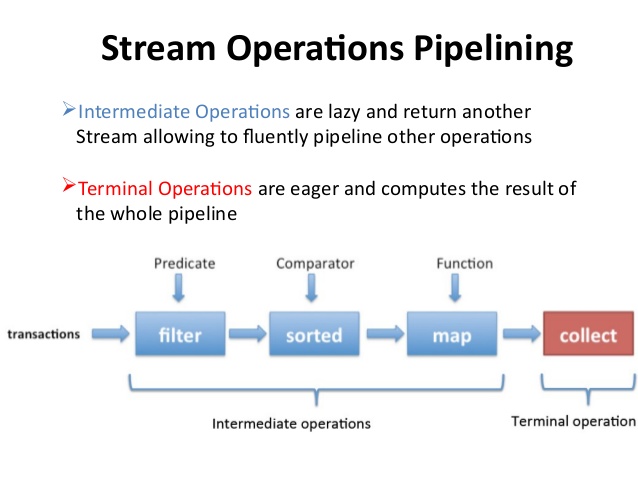 Stream Operations Pipelining
Intermediate Operations are lazy and return another
Stream allowing to fluently pipeline other operations
Terminal Operations are eager and computes the result of
the whole pipeline
Predicate
Comparator
Function
transactions
filter
sorted
map
collect
Intermediate operations
Terminal operation